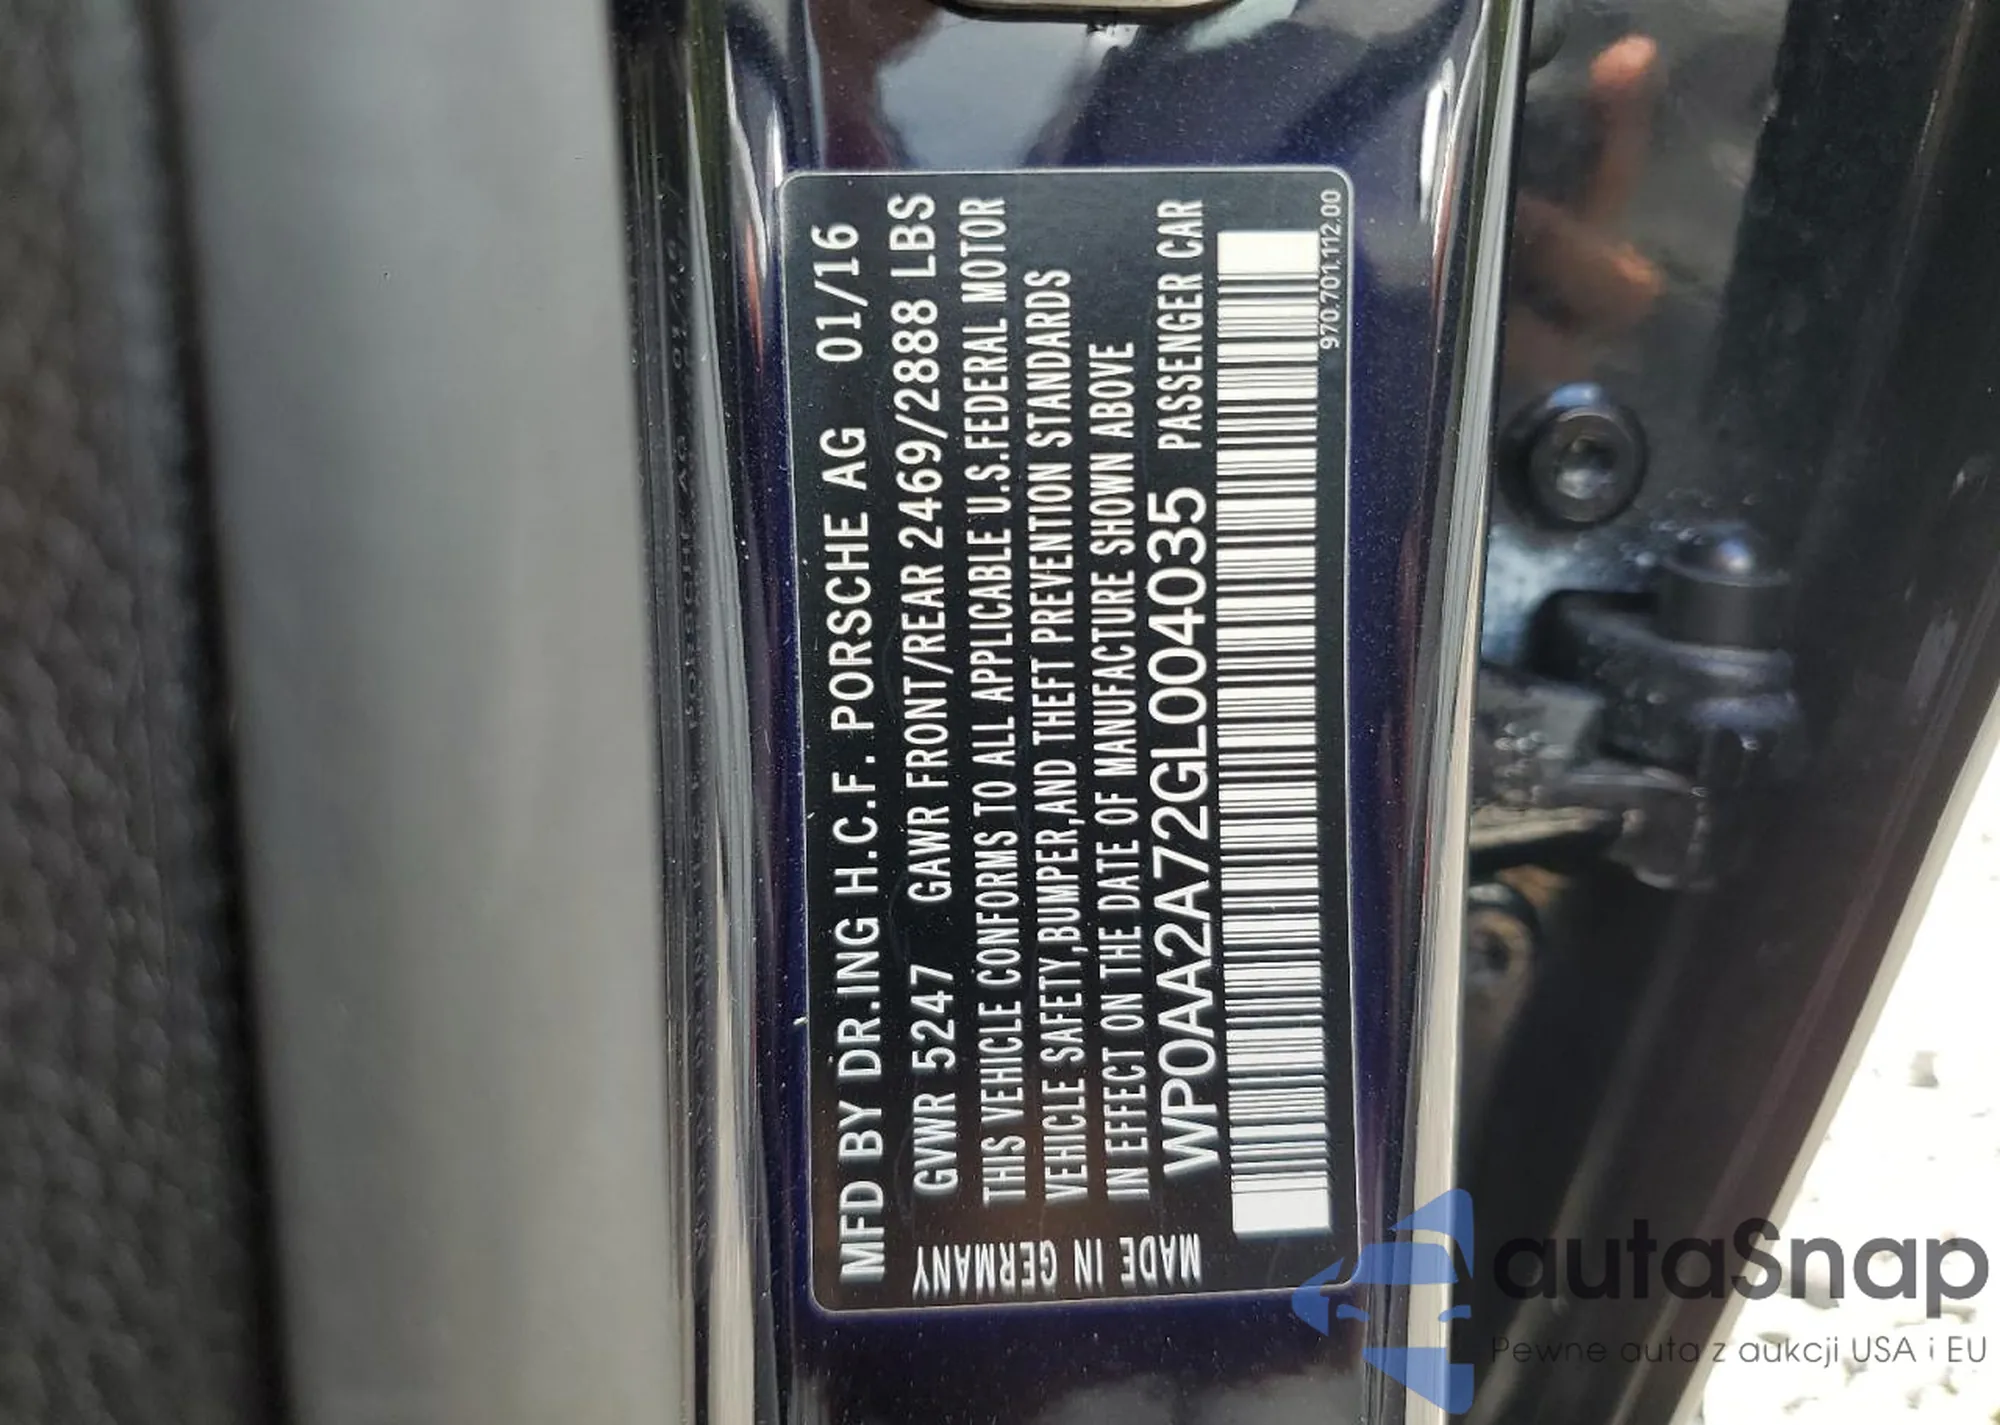 MFD BY DR.ING H.C.F. PORSCHE AG 01/16
GVWR 5247 GAWR FRONT/REAR 2469/2888 LBS
THIS VEHICLE CONFORMS TO ALL APPLICABLE U.S.FEDERAL MOTOR
VEHICLE SAFETY,BUMPER,AND THEFT PREVENTION STANDARDS
IN EFFECT ON THE DATE OF MANUFACTURE SHOWN ABOVE
WP0AA2A72GL004035 PASSENGER CAR
970.701.112.00
MADE IN GERMANY
autaSnap
Pewne auta z aukcji USA i EU